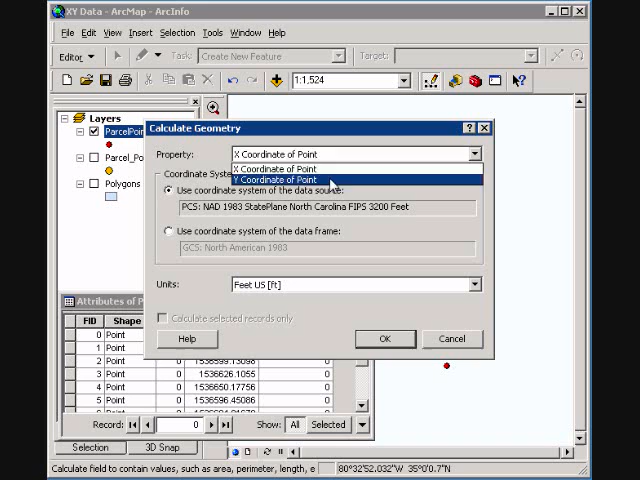 XY Data - ArcMap - ArcInfo
File Edit View Insert Selection Tools Window Help
Editor Task: Create New Feature Target:
1:1,524
Layers
ParcelPoin
Parcel_Po
Polygons
Calculate Geometry
Property: X Coordinate of Point
X Coordinate of Point
Y Coordinate of Point
Coordinate Syste
Use coordinate system of the data source:
PCS: NAD 1983 StatePlane North Carolina FIPS 3200 Feet
Use coordinate system of the data frame:
GCS: North American 1983
Units: Feet US [ft]
Calculate selected records only
Help OK Cancel
Attributes of P
FID Shape
0 Point
1 Point
2 Point 1536599.13098 0
3 Point 1536626.1055 0
4 Point 1536650.17756 0
5 Point 1536596.45086 0
Record: 0 Show: All Selected
Selection 3D Snap
Calculate field to contain values, such as area, perimeter, length, e 80°32'52.032"W 35°0'0.7"N